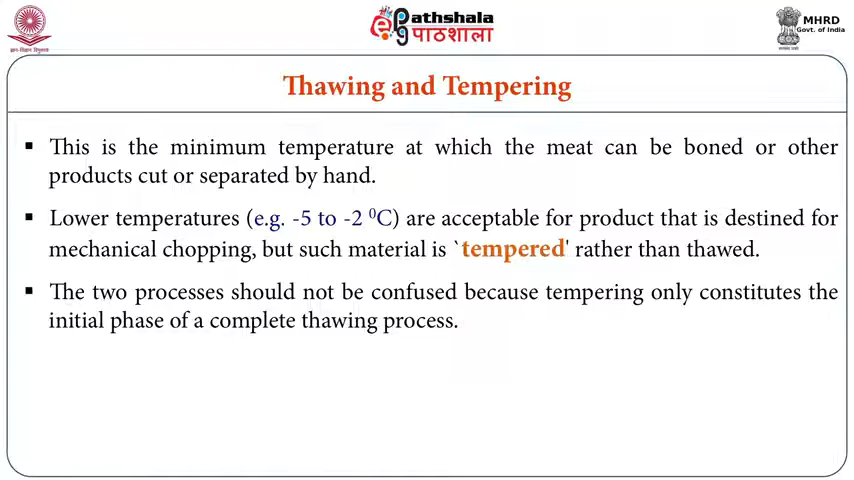 Pathshala
पाठशाला
MHRD
Govt. of India
Thawing and Tempering
▪ This is the minimum temperature at which the meat can be boned or other
products cut or separated by hand.
▪ Lower temperatures (e.g. -5 to -2 ⁰C) are acceptable for product that is destined for
mechanical chopping, but such material is `tempered' rather than thawed.
▪ The two processes should not be confused because tempering only constitutes the
initial phase of a complete thawing process.